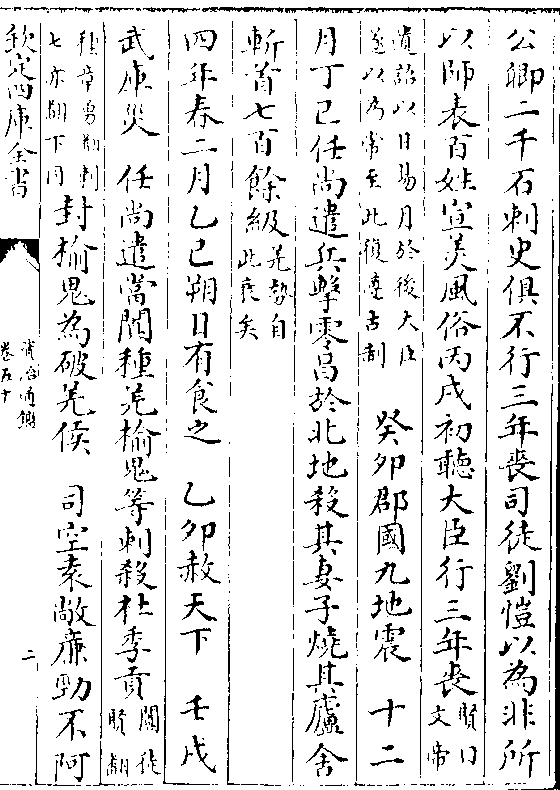 公卿二千石刺史俱不行三年喪司徒劉愷以為非所
以師表百姓宣美風俗丙戌初聽大臣行三年喪賢曰文帝
遺詔以日易月於後大臣遂以為常至此復遵古制 癸卯郡國九地震 十二
月丁巳任尚遣兵擊零昌於北地殺其妻子燒其廬舍
斬首七百餘級羌勢自此衰矣
四年春二月乙巳朔日有食之 乙卯赦天下 壬戌
武庫災 任尚遣當闐種羌榆鬼等刺殺杜季貢闐徒賢翻
種章勇翻刺七亦翻下同封榆鬼為破羌侯 司空袁敞廉勁不阿
欽定四庫全書
資治通鑑
卷五十
二